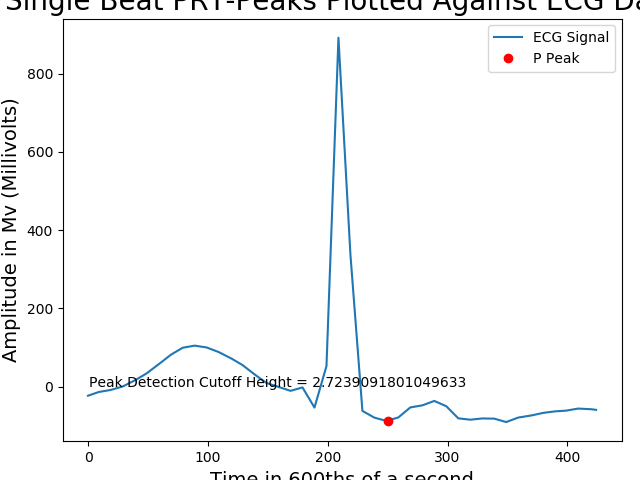 Single Beat PRT-Peaks Plotted Against ECG Da
ECG Signal
P Peak
Amplitude in Mv (Millivolts)
800
600
400
200
0
Peak Detection Cutoff Height = 2.7239091801049633
0 100 200 300 400
Time in 600ths of a second